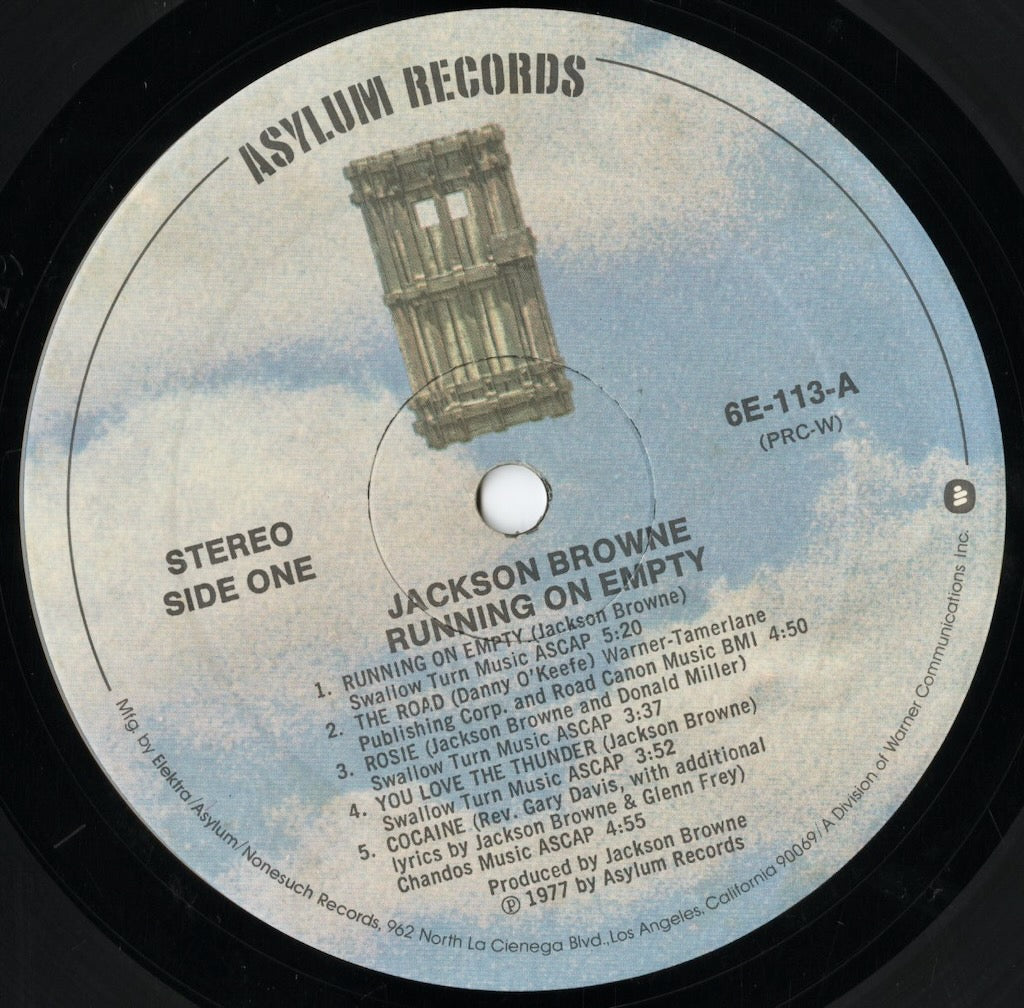 ASYLUM RECORDS
6E-113-A
(PRC-W)
STEREO
SIDE ONE
JACKSON BROWNE
RUNNING ON EMPTY
1. RUNNING ON EMPTY (Jackson Browne)
Swallow Turn Music ASCAP 5:20
2. THE ROAD (Danny O'Keefe) Warner-Tamerlane
Publishing Corp. and Road Canon Music BMI 4:50
3. ROSIE (Jackson Browne and Donald Miller)
Swallow Turn Music ASCAP 3:37
4. YOU LOVE THE THUNDER (Jackson Browne)
Swallow Turn Music ASCAP 3:52
5. COCAINE (Rev. Gary Davis, with additional
lyrics by Jackson Browne & Glenn Frey)
Chandos Music ASCAP 4:55
Produced by Jackson Browne
℗ 1977 by Asylum Records
Mfg. by Elektra/Asylum/Nonesuch Records, 962 North La Cienega Blvd., Los Angeles, California 90069/A Division of Warner Communications Inc.